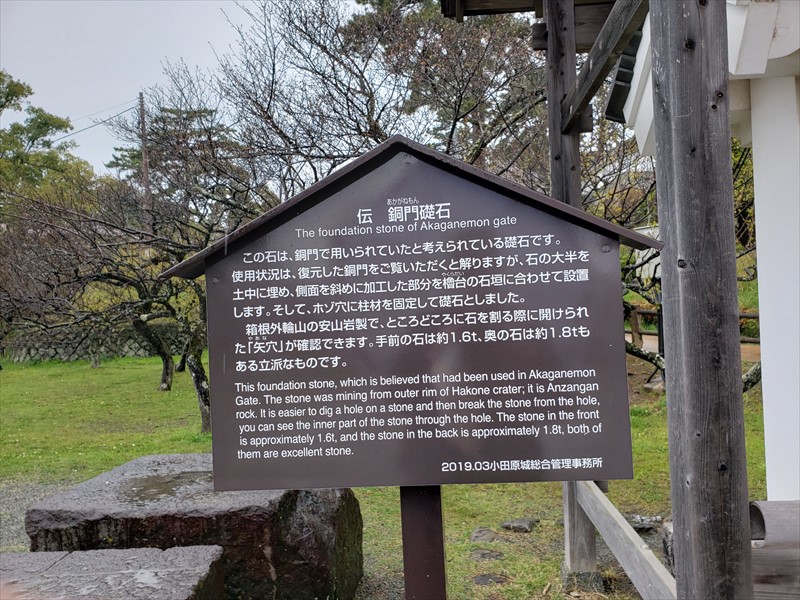 あかがねもん
伝 銅門礎石
The foundation stone of Akaganemon gate
この石は、銅門で用いられていたと考えられている礎石です。
使用状況は、復元した銅門をご覧いただくと解りますが、石の大半を
土中に埋め、側面を斜めに加工した部分を櫓台の石垣に合わせて設置
やぐらだい
します。そして、ホゾ穴に柱材を固定して礎石としました。
箱根外輪山の安山岩製で、ところどころに石を割る際に開けられ
やあな
た「矢穴」が確認できます。手前の石は約1.6t、奥の石は約1.8tも
ある立派なものです。
This foundation stone, which is believed that had been used in Akaganemon
Gate. The stone was mining from outer rim of Hakone crater; it is Anzangan
rock. It is easier to dig a hole on a stone and then break the stone from the hole,
you can see the inner part of the stone through the hole. The stone in the front
is approximately 1.6t, and the stone in the back is approximately 1.8t, both of
them are excellent stone.
2019.03小田原城総合管理事務所